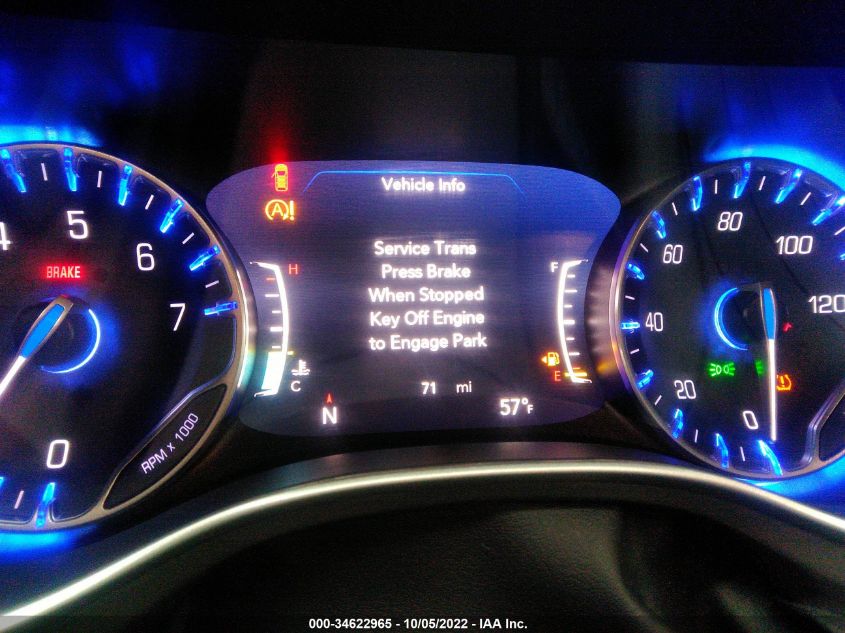 Vehicle Info
Service Trans
Press Brake
When Stopped
Key Off Engine
to Engage Park
71 mi
57°F
N
H
C
F
E
A!
BRAKE
4
5
6
7
0
RPM x 1000
0
20
40
60
80
100
120
000-34622965 - 10/05/2022 - IAA Inc.